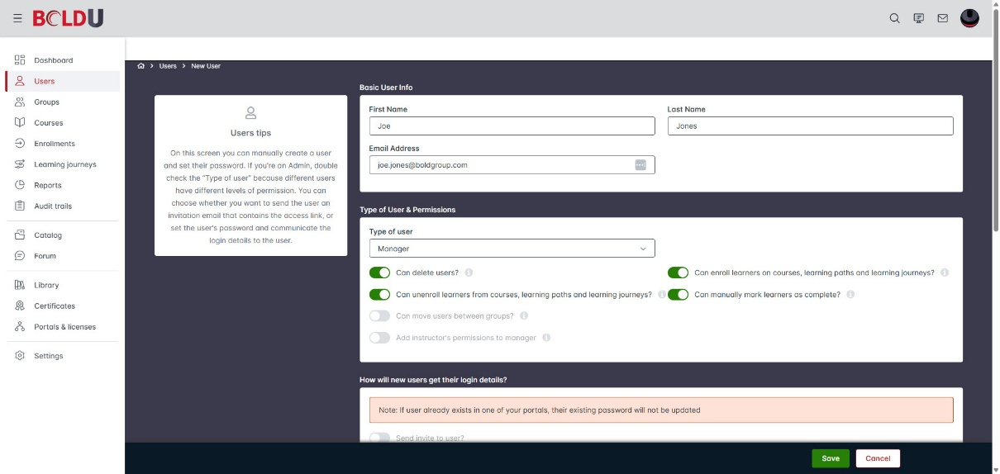 BOLDU
Users
New User
Dashboard
Users
Groups
Courses
Enrollments
Learning journeys
Reports
Audit trails
Catalog
Forum
Library
Certificates
Portals & licenses
Settings
Users tips
On this screen you can manually create a user
and set their password. If you're an Admin, double
check the "Type of user" because different users
have different levels of permission. You can
choose whether you want to send the user an
invitation email that contains the access link, or
set the user's password and communicate the
login details to the user.
Basic User Info
First Name
Last Name
Joe
Jones
Email Address
joe.jones@boldgroup.com
Type of User & Permissions
Type of user
Manager
Can delete users?
Can enroll learners on courses, learning paths and learning journeys?
Can unenroll learners from courses, learning paths and learning journeys?
Can manually mark learners as complete?
Can move users between groups?
Add instructor's permissions to manager
How will new users get their login details?
Note: If user already exists in one of your portals, their existing password will not be updated
Send invite to user?
Save
Cancel